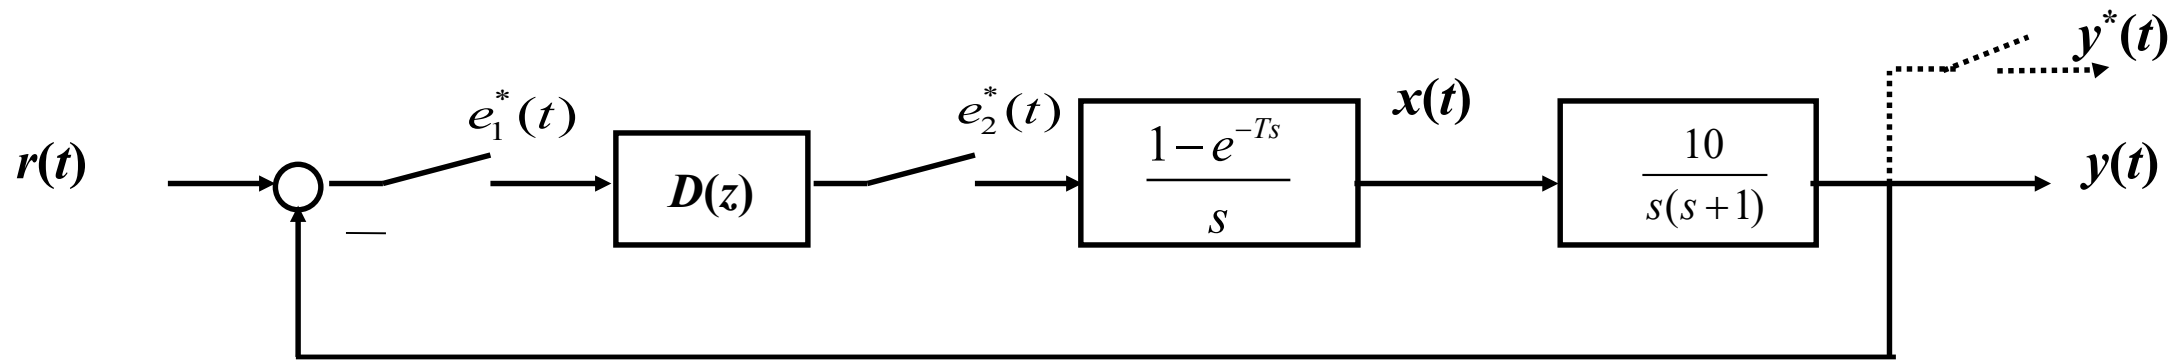 r(t)
—
e₁*(t)
D(z)
e₂*(t)
1−e^{−Ts}
s
x(t)
10
s(s+1)
y*(t)
y(t)